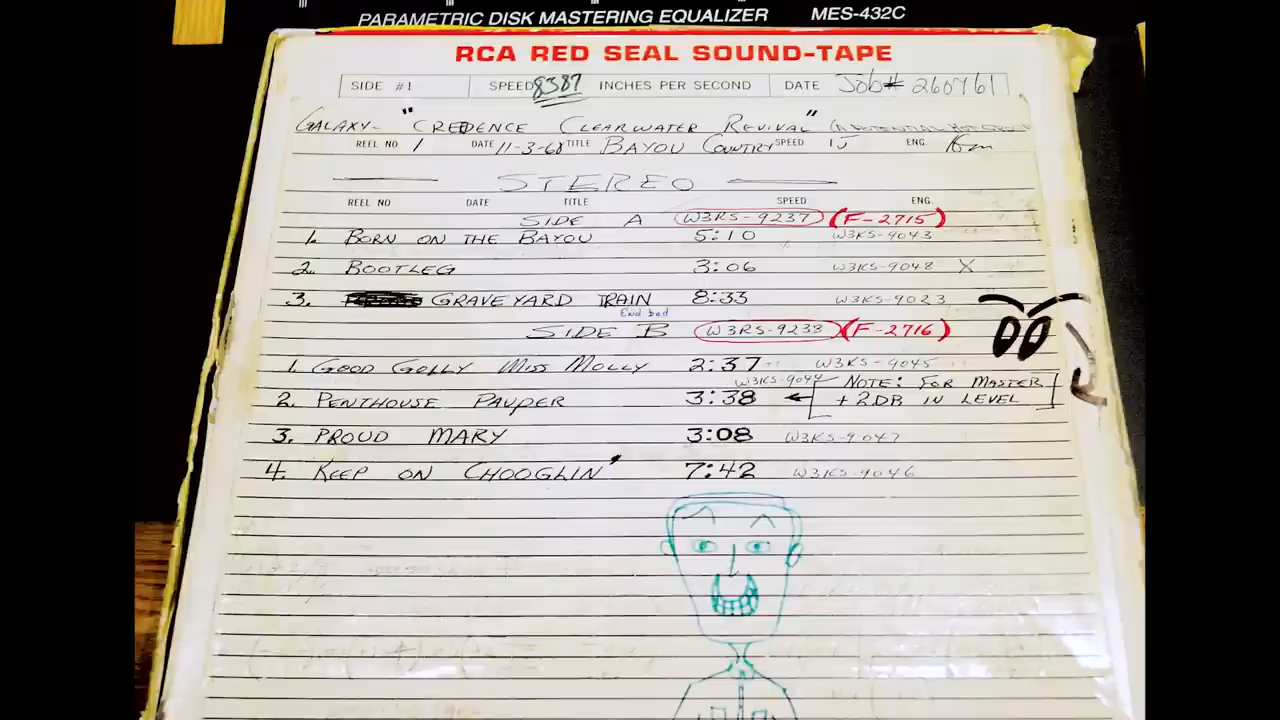 PARAMETRIC DISK MASTERING EQUALIZER MES-432C
RCA RED SEAL SOUND-TAPE
SIDE #1 SPEED 8387 INCHES PER SECOND DATE Job# 260761
GALAXY- "CREDENCE CLEARWATER REVIVAL" (A POTENTIAL
REEL NO 1 DATE 11-3-68 TITLE BAYOU COUNTRY SPEED 15 ENG.
STEREO
REEL NO DATE TITLE SPEED ENG.
SIDE A W3RS-9237 (F-2715)
1. BORN ON THE BAYOU 5:10 W3KS-9043
2. BOOTLEG 3:06 W3KS-9048 X
3. GRAVEYARD TRAIN 8:33 W3KS-9023
End bad
SIDE B W3RS-9238 (F-2716)
1. GOOD GOLLY MISS MOLLY 2:37 W3KS-9045
W3KS-9044 NOTE: FOR MASTER
2. PENTHOUSE PAUPER 3:38 ← +2DB IN LEVEL
3. PROUD MARY 3:08 W3KS-9047
4. KEEP ON CHOOGLIN' 7:42 W3KS-9046